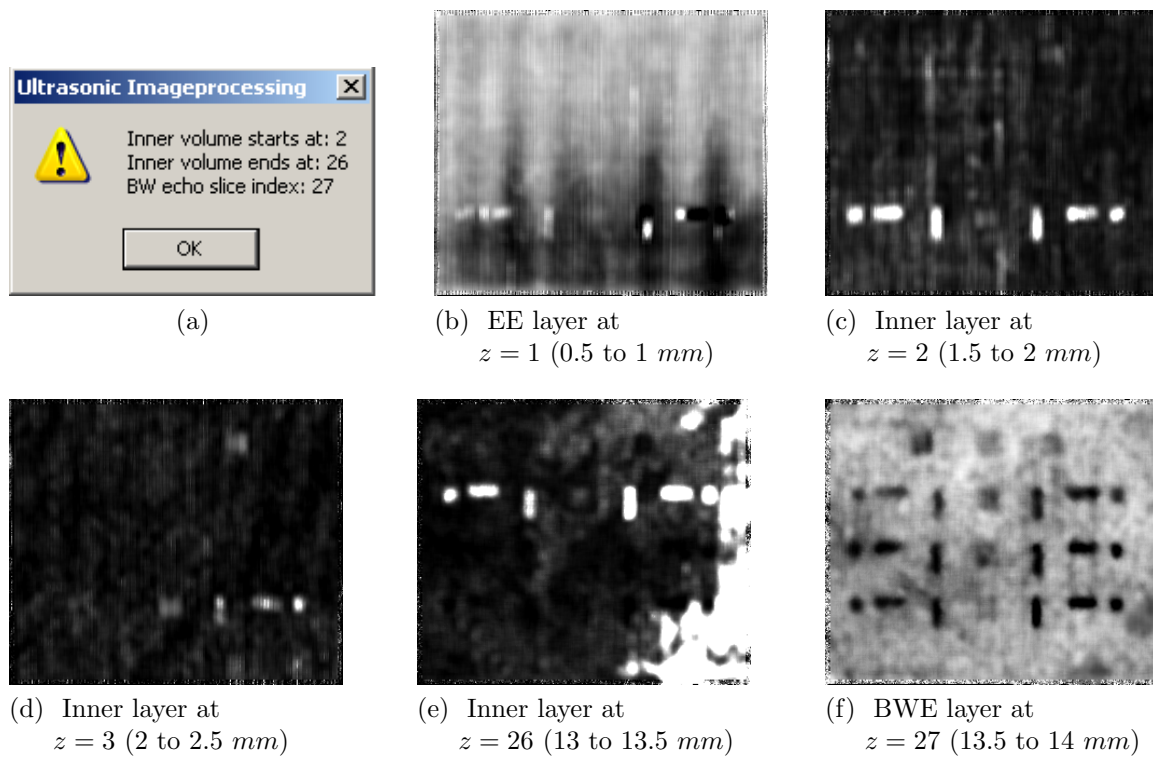 Ultrasonic Imageprocessing
Inner volume starts at: 2
Inner volume ends at: 26
BW echo slice index: 27
OK
(a)
(b) EE layer at
z = 1 (0.5 to 1 mm)
(c) Inner layer at
z = 2 (1.5 to 2 mm)
(d) Inner layer at
z = 3 (2 to 2.5 mm)
(e) Inner layer at
z = 26 (13 to 13.5 mm)
(f) BWE layer at
z = 27 (13.5 to 14 mm)